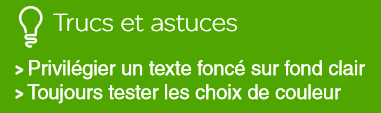 Trucs et astuces
> Privilégier un texte foncé sur fond clair
> Toujours tester les choix de couleur